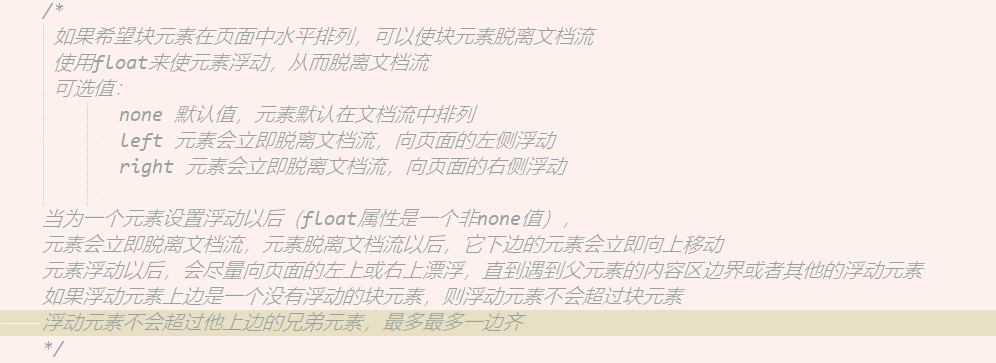 /*
如果希望块元素在页面中水平排列，可以使块元素脱离文档流
使用float来使元素浮动，从而脱离文档流
可选值：
none 默认值，元素默认在文档流中排列
left 元素会立即脱离文档流，向页面的左侧浮动
right 元素会立即脱离文档流，向页面的右侧浮动
当为一个元素设置浮动以后（float属性是一个非none值），
元素会立即脱离文档流，元素脱离文档流以后，它下边的元素会立即向上移动
元素浮动以后，会尽量向页面的左上或右上漂浮，直到遇到父元素的内容区边界或者其他的浮动元素
如果浮动元素上边是一个没有浮动的块元素，则浮动元素不会超过块元素
浮动元素不会超过他上边的兄弟元素，最多最多一边齐
*/